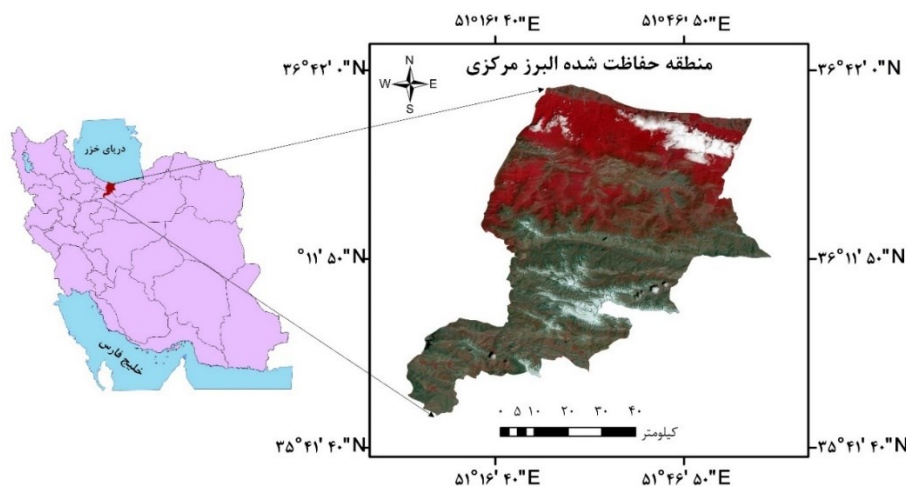 ۵۱°۱۶' ۴۰"E ۵۱°۴۶' ۵۰"E
۳۶°۴۲' ۰"N ۳۶°۴۲' ۰"N
منطقه حفاظت شده البرز مرکزی
N
W E
S
دریای خزر
°۱۱' ۵۰"N ۳۶°۱۱' ۵۰"N
خلیج فارس
۰ ۵ ۱۰ ۲۰ ۳۰ ۴۰
کیلومتر
۳۵°۴۱' ۴۰"N ۳۵°۴۱' ۴۰"N
۵۱°۱۶' ۴۰"E ۵۱°۴۶' ۵۰"E